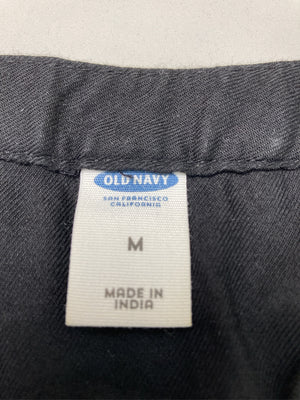 OLD NAVY
SAN FRANCISCO
CALIFORNIA
M
MADE IN
INDIA